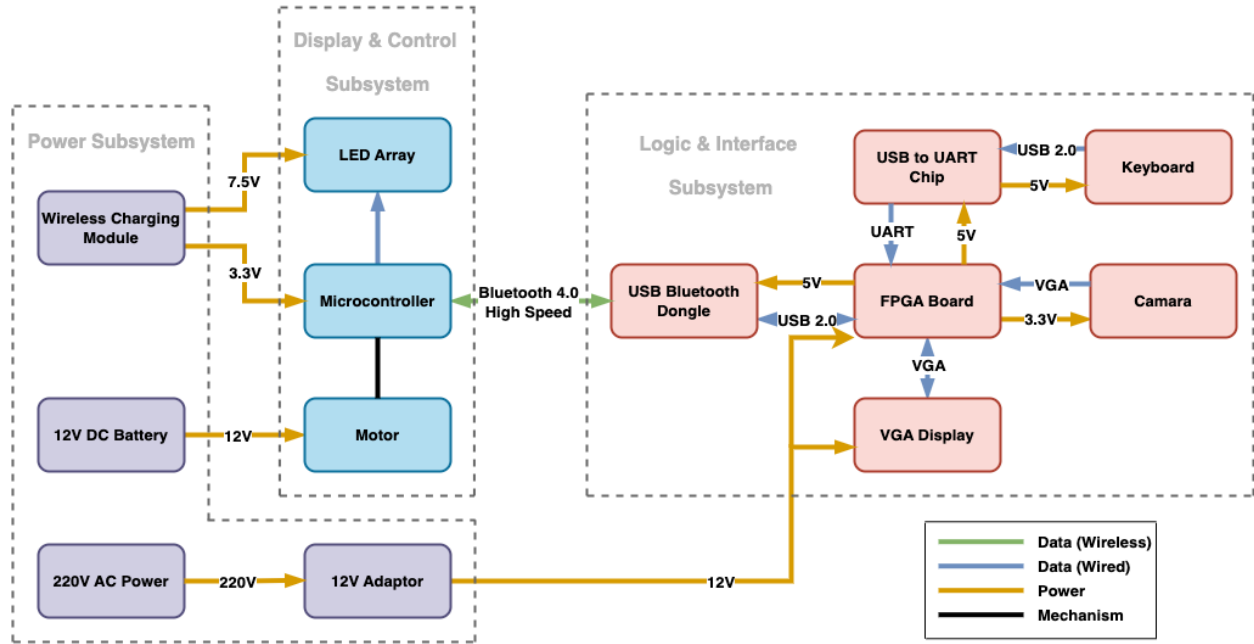 Display & Control
Subsystem
Power Subsystem
LED Array
7.5V
Wireless Charging
Module
3.3V
Microcontroller
Bluetooth 4.0
High Speed
12V DC Battery
12V
Motor
220V AC Power
220V
12V Adaptor
12V
Logic & Interface
Subsystem
USB to UART
Chip
USB 2.0
5V
Keyboard
UART
5V
USB Bluetooth
Dongle
5V
USB 2.0
FPGA Board
VGA
3.3V
Camara
VGA
VGA Display
Data (Wireless)
Data (Wired)
Power
Mechanism